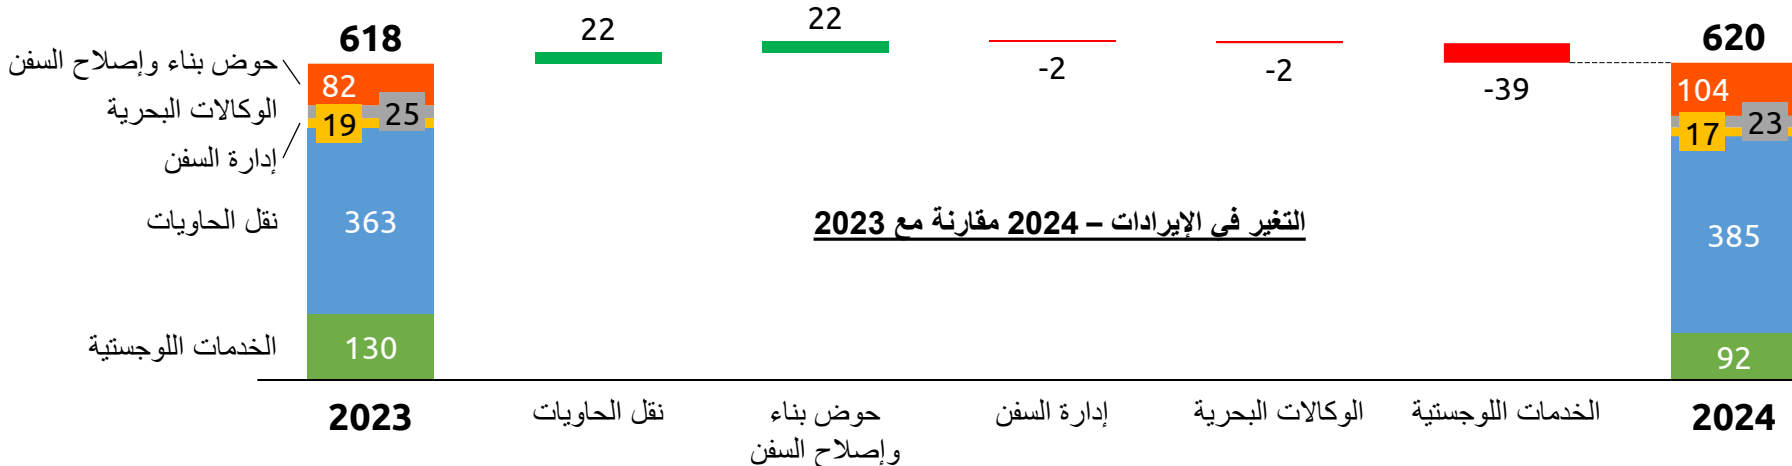 618
22
22
-2
-2
-39
620
حوض بناء وإصلاح السفن
الوكالات البحرية
إدارة السفن
نقل الحاويات
الخدمات اللوجستية
82
25
19
363
130
التغير في الإيرادات – 2024 مقارنة مع 2023
104
23
17
385
92
2023
نقل الحاويات
حوض بناء
وإصلاح السفن
إدارة السفن
الوكالات البحرية
الخدمات اللوجستية
2024